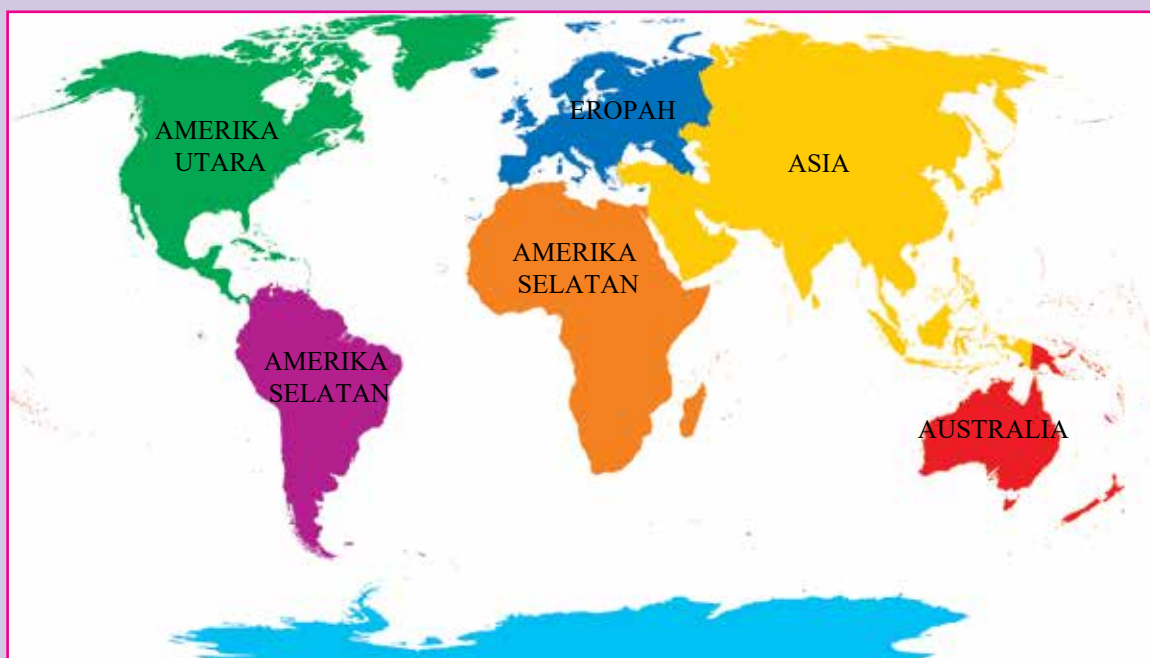 AMERIKA
UTARA
EROPAH
ASIA
AMERIKA
SELATAN
AMERIKA
SELATAN
AUSTRALIA